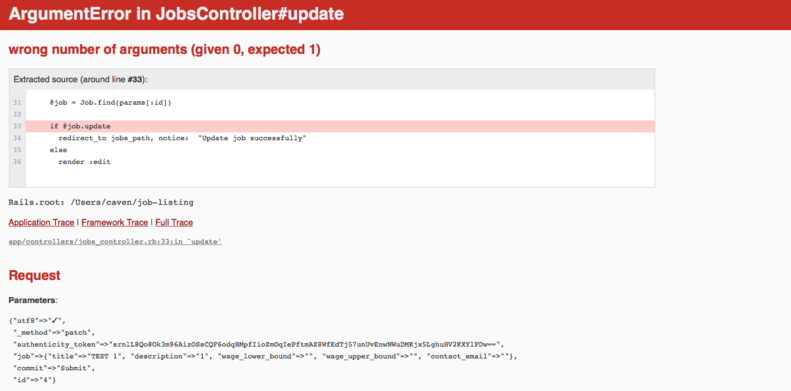 ArgumentError in JobsController#update
wrong number of arguments (given 0, expected 1)
Extracted source (around line #33):
31 @job = Job.find(params[:id])
32
33 if @job.update
34 redirect_to jobs_path, notice: "Update job successfully"
35 else
36 render :edit
Rails.root: /Users/caven/job-listing
Application Trace | Framework Trace | Full Trace
app/controllers/jobs_controller.rb:33:in `update'
Request
Parameters:
{"utf8"=>"✓",
"_method"=>"patch",
"authenticity_token"=>
"job"=>{"title"=>"TEST 1", "description"=>"1", "wage_lower_bound"=>"", "wage_upper_bound"=>"", "contact_email"=>""},
"commit"=>"Submit",
"id"=>"4"}